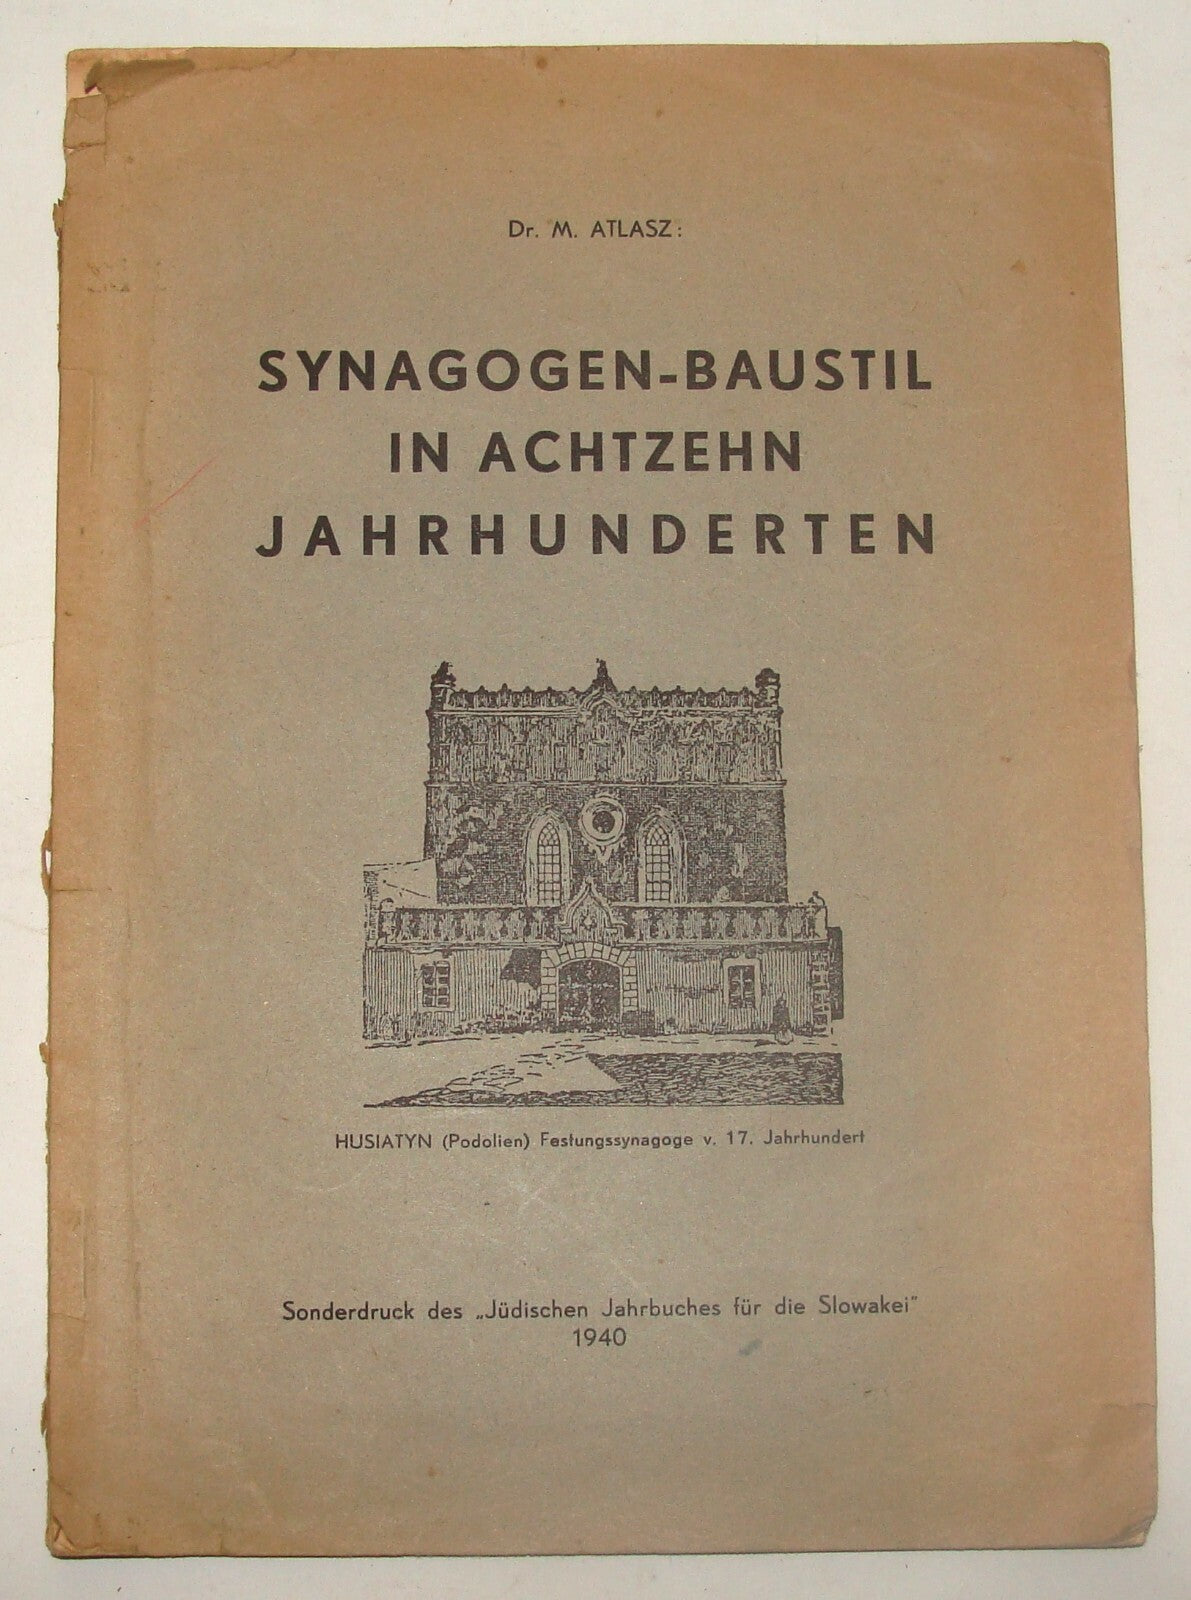 Dr. M. ATLASZ:
SYNAGOGEN-BAUSTIL
IN ACHTZEHN
JAHRHUNDERTEN
HUSIATYN (Podolien) Festungssynagoge v. 17. Jahrhundert
Sonderdruck des „Jüdischen Jahrbuches für die Slowakei"
1940